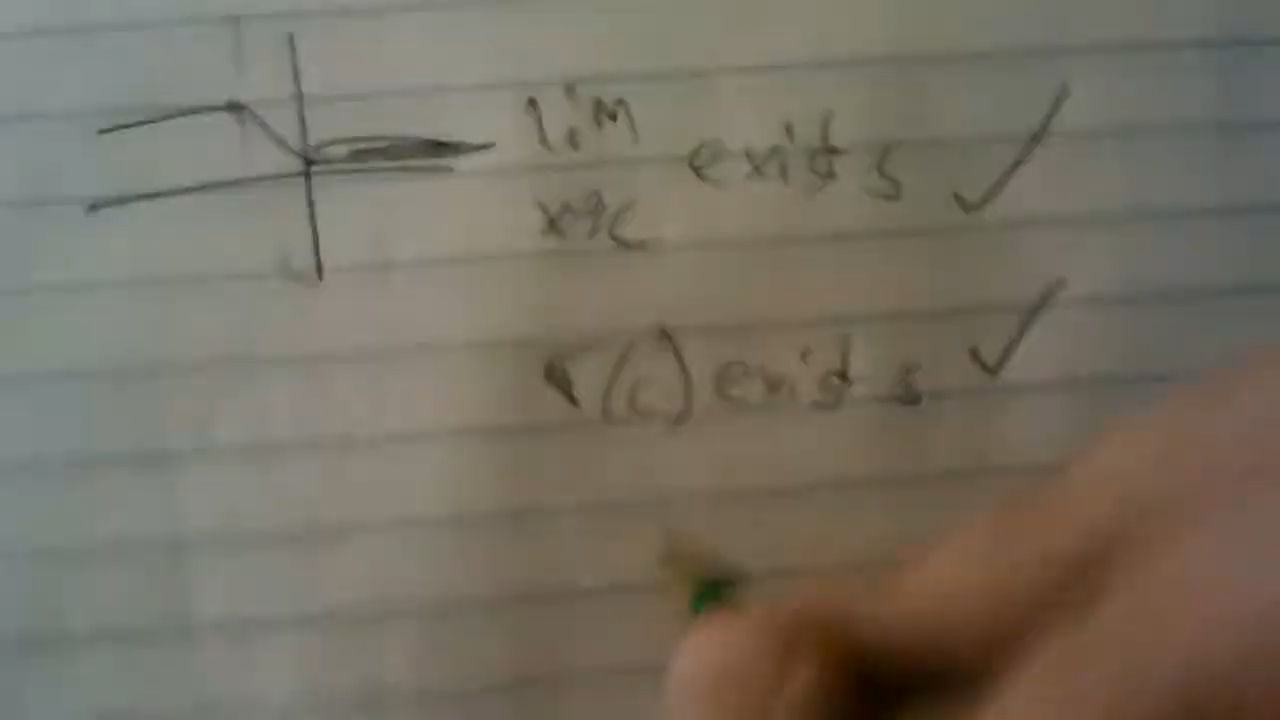 lim exists ✓
x→c
f(c) exists ✓